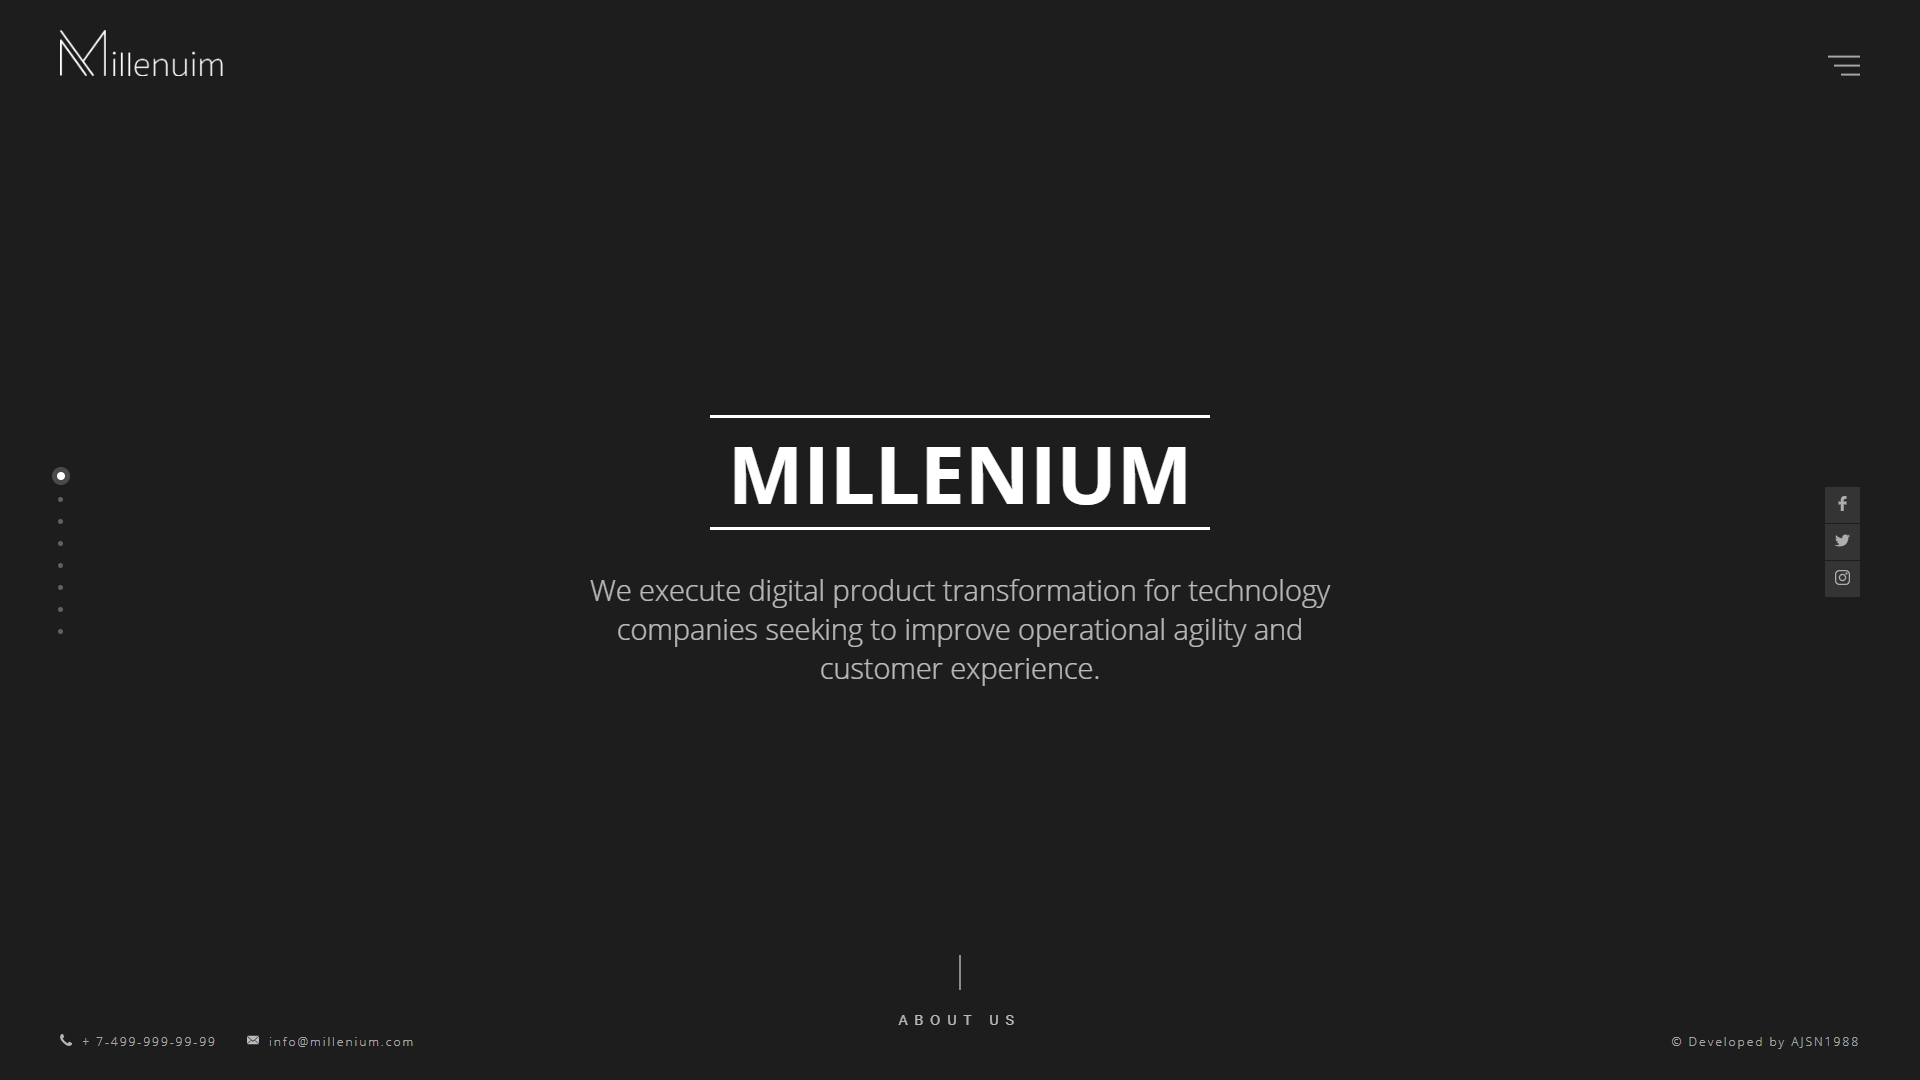 Millenuim
MILLENIUM
We execute digital product transformation for technology
companies seeking to improve operational agility and
customer experience.
ABOUT US
+ 7-499-999-99-99
info@millenium.com
© Developed by AJSN1988